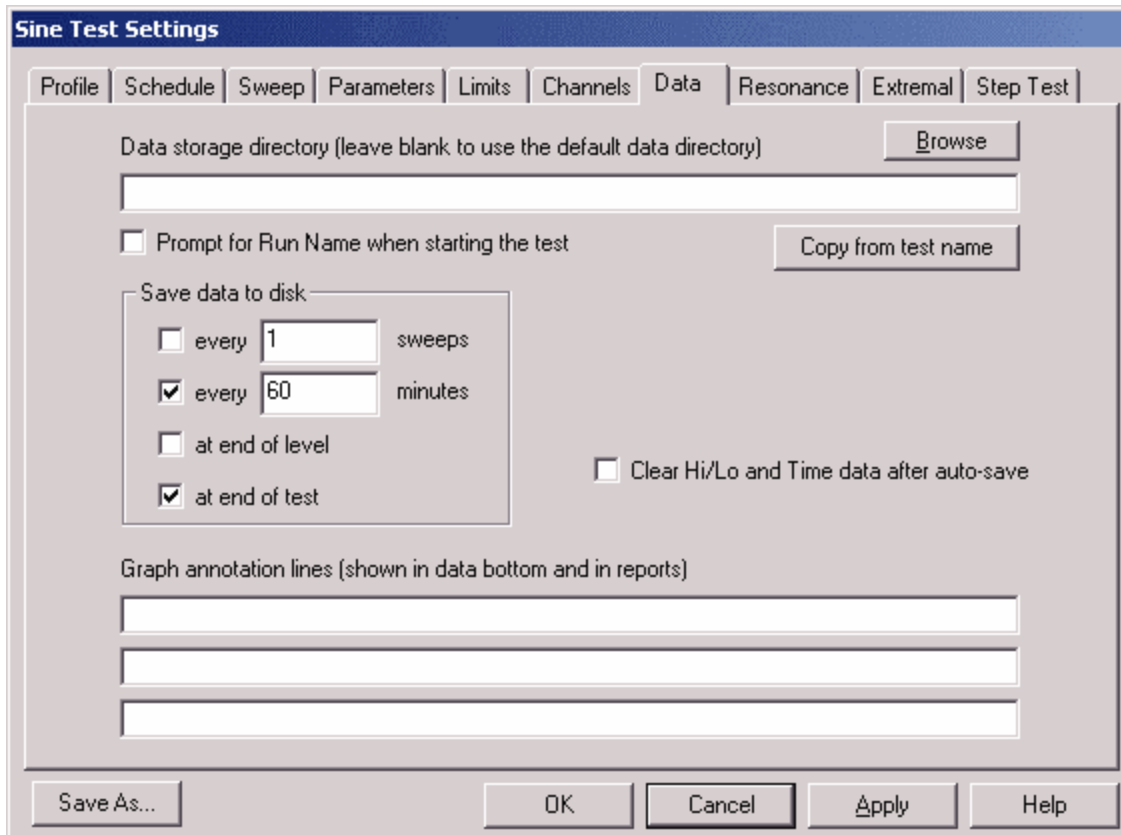 Sine Test Settings
Profile Schedule Sweep Parameters Limits Channels Data Resonance Extremal Step Test
Data storage directory (leave blank to use the default data directory) Browse
Prompt for Run Name when starting the test
Copy from test name
Save data to disk
every 1 sweeps
every 60 minutes
at end of level
Clear Hi/Lo and Time data after auto-save
at end of test
Graph annotation lines (shown in data bottom and in reports)
Save As... OK Cancel Apply Help